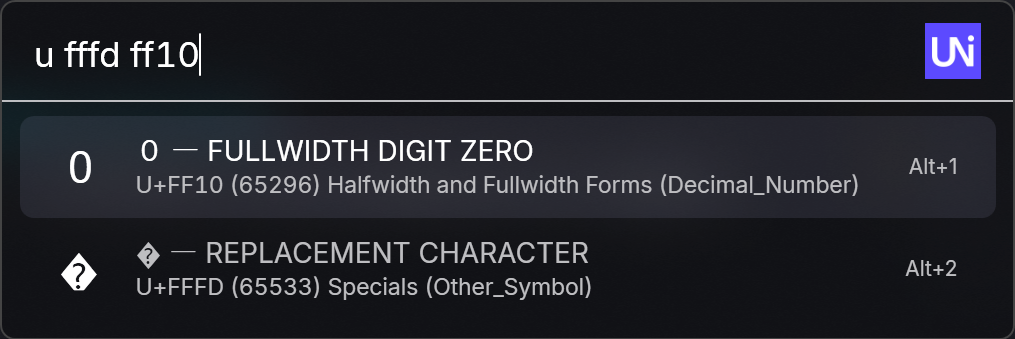 u fffd ff10
UNi
０ ０ — FULLWIDTH DIGIT ZERO
U+FF10 (65296) Halfwidth and Fullwidth Forms (Decimal_Number)
Alt+1
� � — REPLACEMENT CHARACTER
U+FFFD (65533) Specials (Other_Symbol)
Alt+2